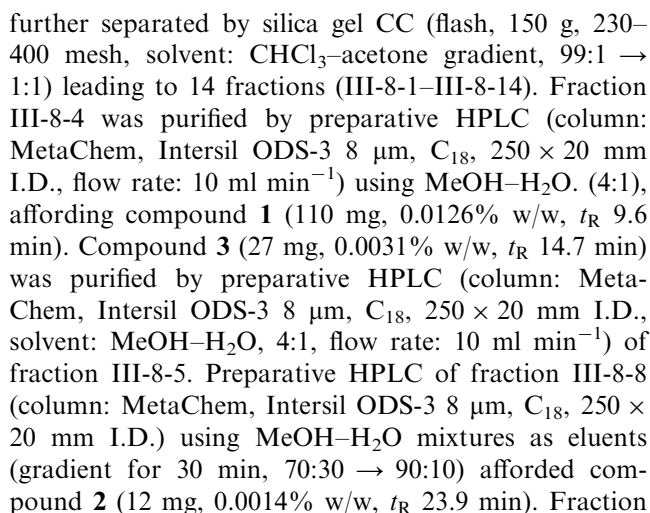 further separated by silica gel CC (flash, 150 g, 230–
400 mesh, solvent: CHCl₃–acetone gradient, 99:1 →
1:1) leading to 14 fractions (III-8-1–III-8-14). Fraction
III-8-4 was purified by preparative HPLC (column:
MetaChem, Intersil ODS-3 8 μm, C₁₈, 250 × 20 mm
I.D., flow rate: 10 ml min⁻¹) using MeOH–H₂O. (4:1),
affording compound 1 (110 mg, 0.0126% w/w, tR 9.6
min). Compound 3 (27 mg, 0.0031% w/w, tR 14.7 min)
was purified by preparative HPLC (column: Meta-
Chem, Intersil ODS-3 8 μm, C₁₈, 250 × 20 mm I.D.,
solvent: MeOH–H₂O, 4:1, flow rate: 10 ml min⁻¹) of
fraction III-8-5. Preparative HPLC of fraction III-8-8
(column: MetaChem, Intersil ODS-3 8 μm, C₁₈, 250 ×
20 mm I.D.) using MeOH–H₂O mixtures as eluents
(gradient for 30 min, 70:30 → 90:10) afforded com-
pound 2 (12 mg, 0.0014% w/w, tR 23.9 min). Fraction